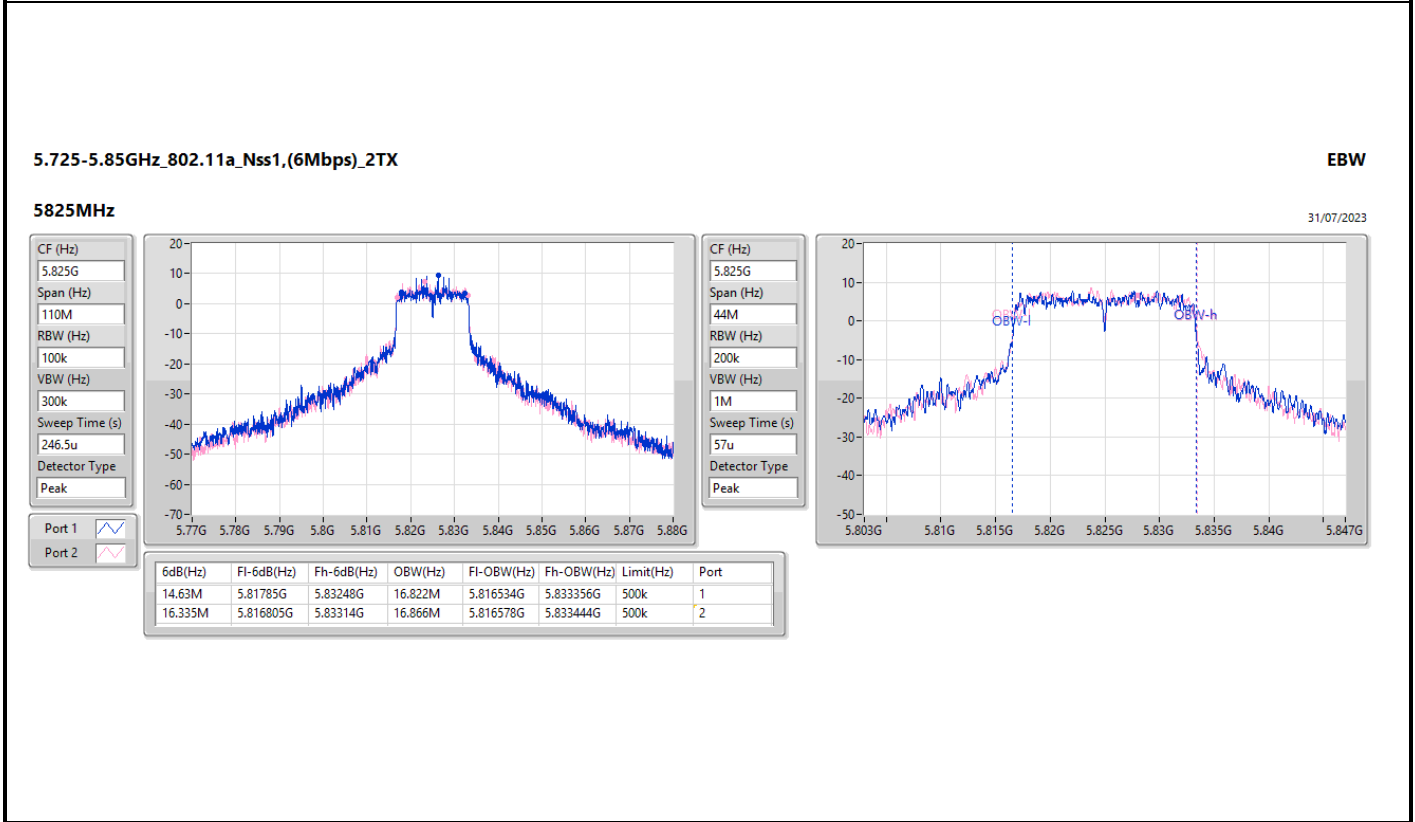 5.725-5.85GHz_802.11a_Nss1,(6Mbps)_2TX
EBW
5825MHz
31/07/2023
CF (Hz)
5.825G
Span (Hz)
110M
RBW (Hz)
100k
VBW (Hz)
300k
Sweep Time (s)
246.5u
Detector Type
Peak
Port 1
Port 2
20
10
0
-10
-20
-30
-40
-50
-60
-70
5.77G 5.78G 5.79G 5.8G 5.81G 5.82G 5.83G 5.84G 5.85G 5.86G 5.87G 5.88G
CF (Hz)
5.825G
Span (Hz)
44M
RBW (Hz)
200k
VBW (Hz)
1M
Sweep Time (s)
57u
Detector Type
Peak
20
10
0
-10
-20
-30
-40
-50
OBW-l
OBW-h
5.803G 5.81G 5.815G 5.82G 5.825G 5.83G 5.835G 5.84G 5.847G
6dB(Hz) Fl-6dB(Hz) Fh-6dB(Hz) OBW(Hz) Fl-OBW(Hz) Fh-OBW(Hz) Limit(Hz) Port
14.63M 5.81785G 5.83248G 16.822M 5.816534G 5.833356G 500k 1
16.335M 5.816805G 5.83314G 16.866M 5.816578G 5.833444G 500k 2